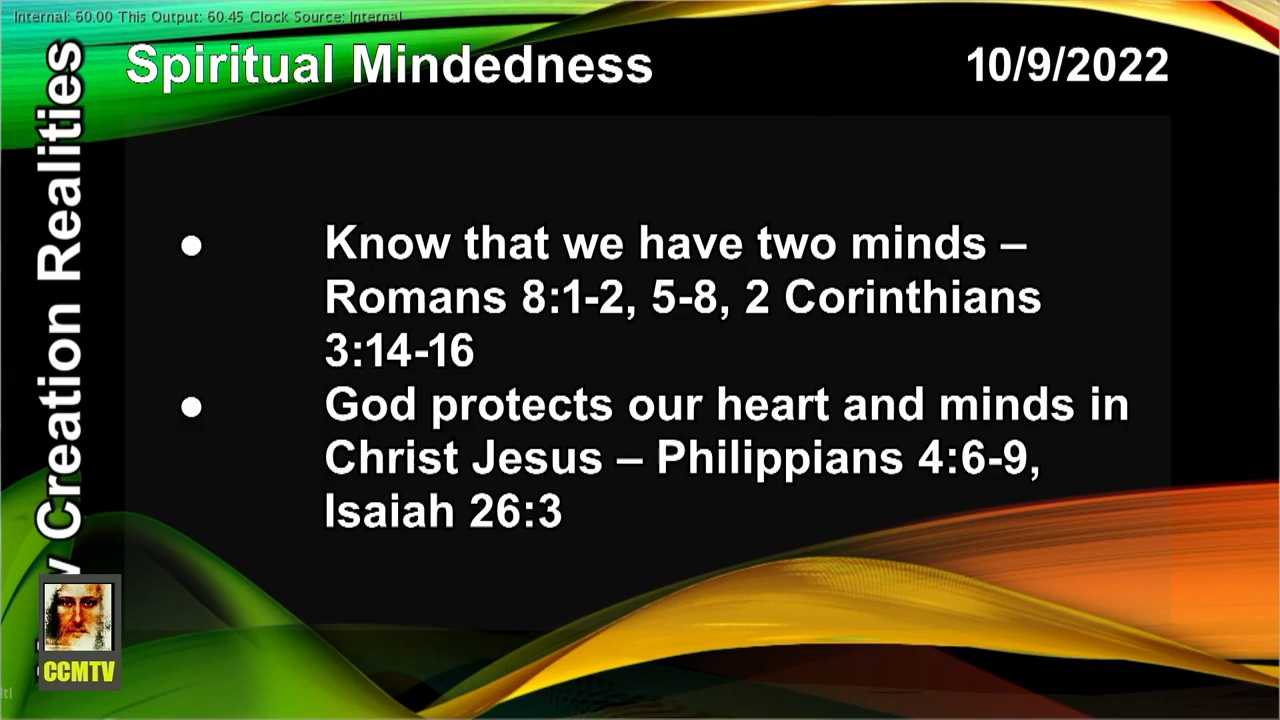 Internal: 60.00 This Output: 60.45 Clock Source: Internal
Spiritual Mindedness
10/9/2022
Creation Realities
● Know that we have two minds –
Romans 8:1-2, 5-8, 2 Corinthians
3:14-16
● God protects our heart and minds in
Christ Jesus – Philippians 4:6-9,
Isaiah 26:3
CCMTV